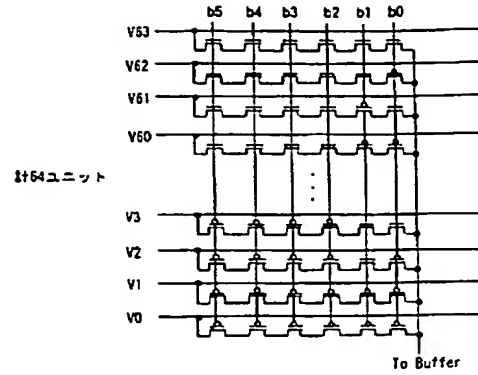 b5 b4 b3 b2 b1 b0
V63
V62
V61
V60
計64ユニット
V3
V2
V1
V0
To Buffer